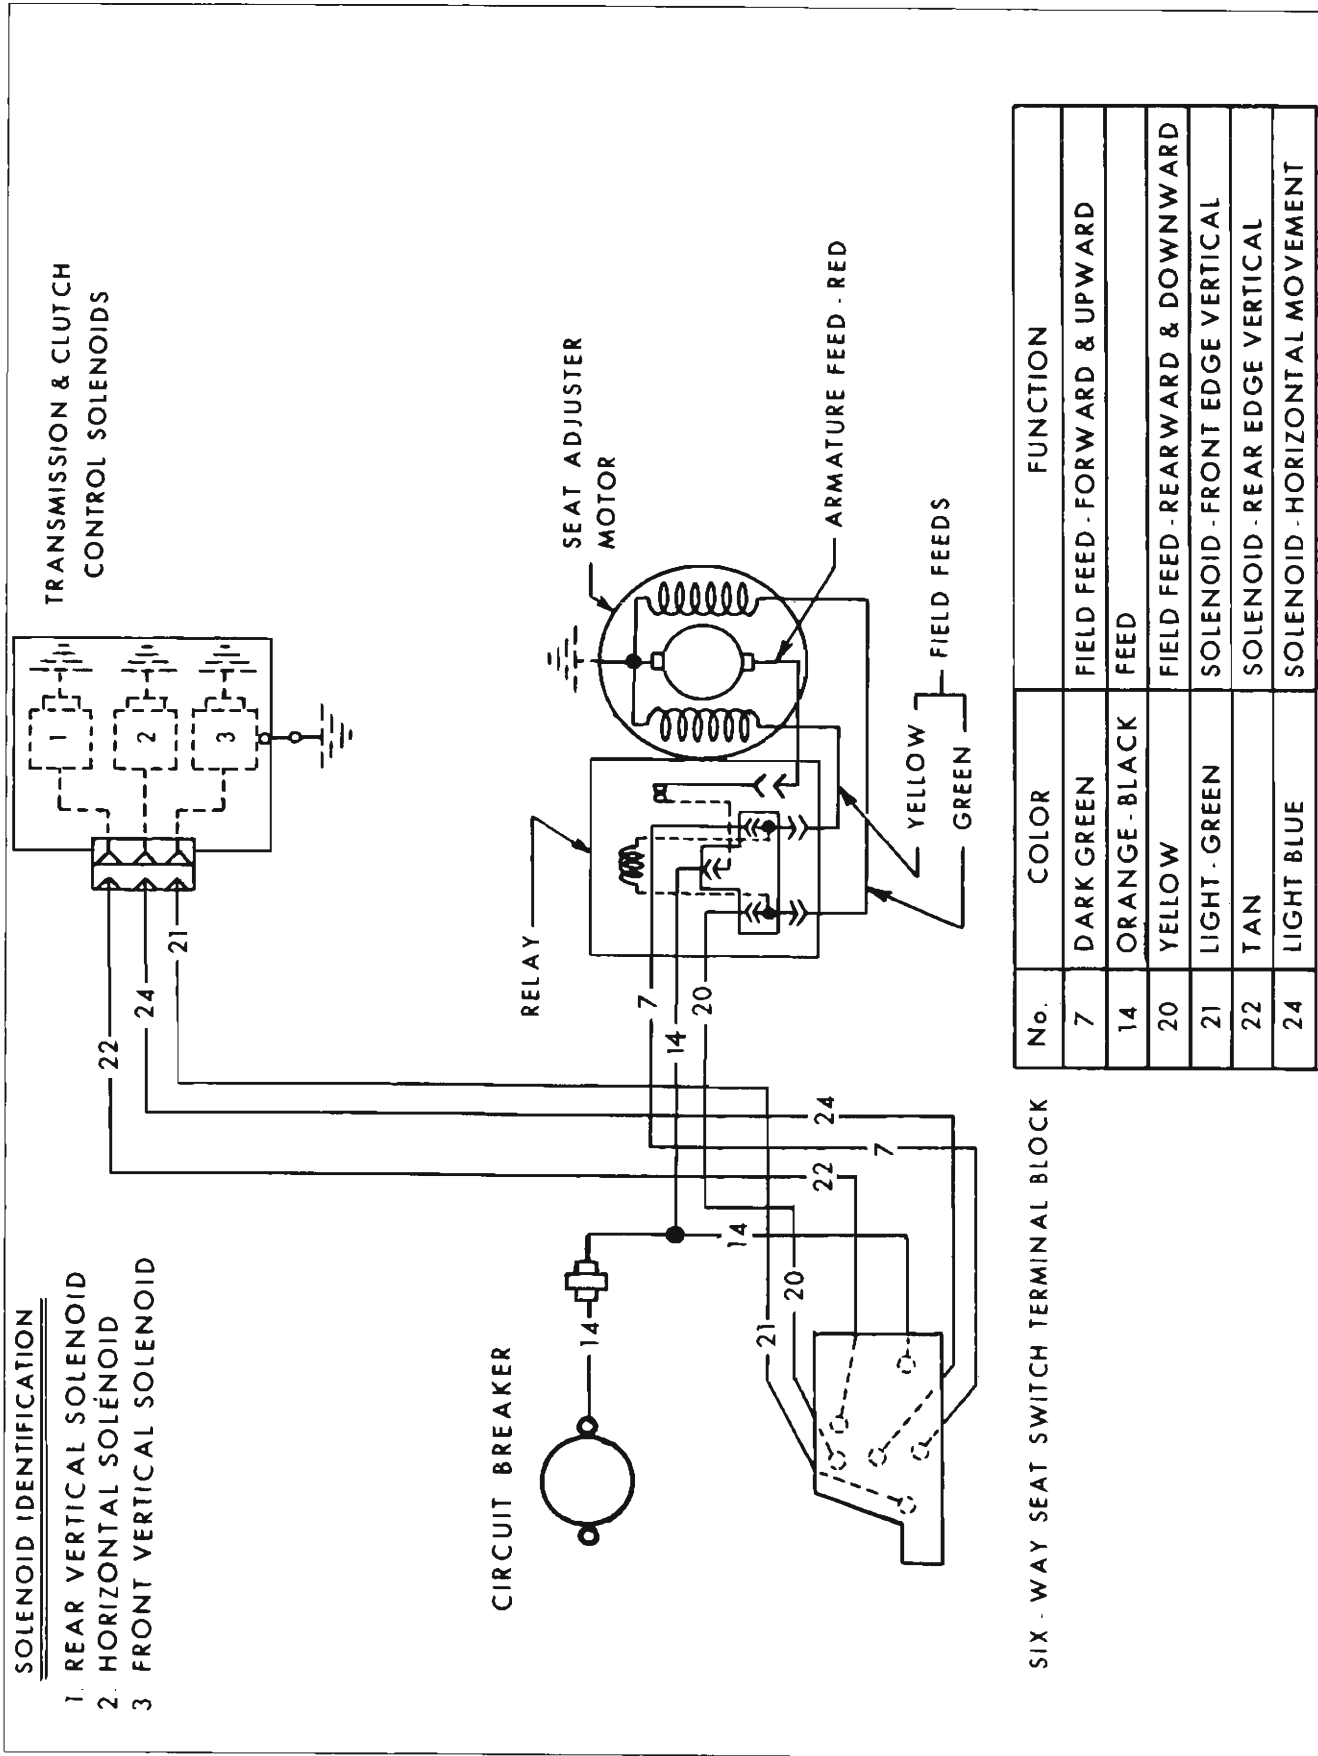 SOLENOID IDENTIFICATION
1. REAR VERTICAL SOLENOID
2. HORIZONTAL SOLENOID
3 FRONT VERTICAL SOLENOID
TRANSMISSION & CLUTCH
CONTROL SOLENOIDS
1
2
3
22
24
21
CIRCUIT BREAKER
14
RELAY
SEAT ADJUSTER
MOTOR
7
14
20
14
21
20
22
24
7
ARMATURE FEED - RED
YELLOW
GREEN
FIELD FEEDS
SIX - WAY SEAT SWITCH TERMINAL BLOCK
No. COLOR FUNCTION
7 DARK GREEN FIELD FEED - FORWARD & UPWARD
14 ORANGE - BLACK FEED
20 YELLOW FIELD FEED - REARWARD & DOWNWARD
21 LIGHT - GREEN SOLENOID - FRONT EDGE VERTICAL
22 TAN SOLENOID - REAR EDGE VERTICAL
24 LIGHT BLUE SOLENOID - HORIZONTAL MOVEMENT